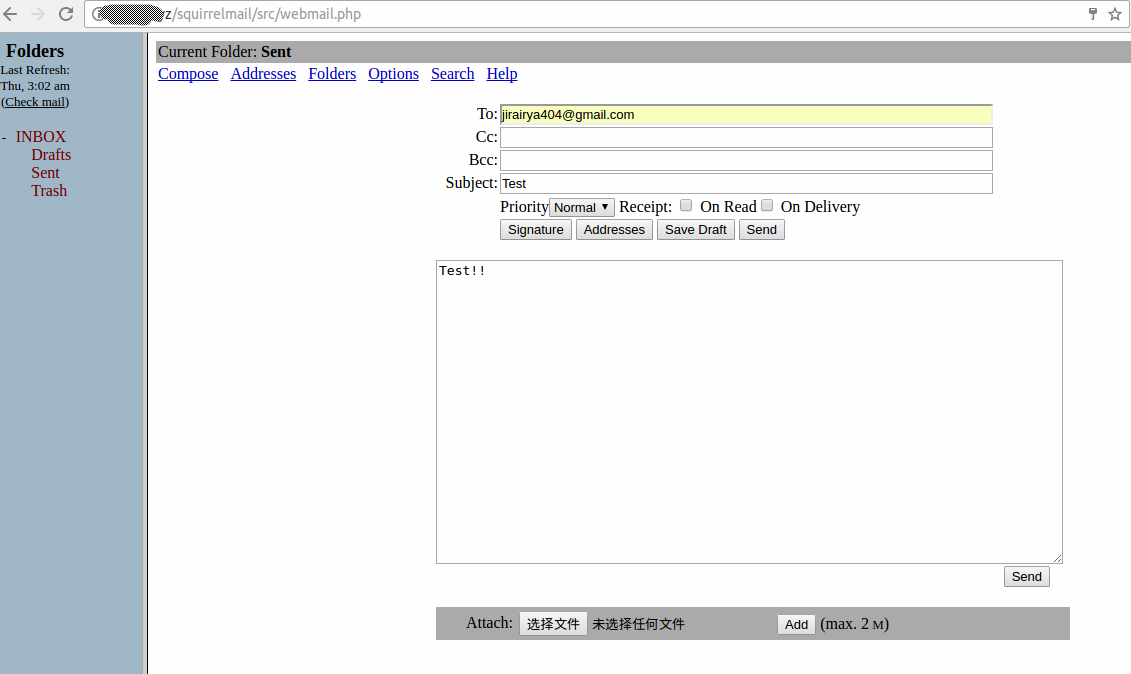 z/squirrelmail/src/webmail.php
Folders
Last Refresh:
Thu, 3:02 am
(Check mail)
- INBOX
Drafts
Sent
Trash
Current Folder: Sent
Compose Addresses Folders Options Search Help
To: jirairya404@gmail.com
Cc:
Bcc:
Subject: Test
Priority Normal ▼ Receipt: On Read On Delivery
Signature Addresses Save Draft Send
Test!!
Send
Attach: 选择文件 未选择任何文件 Add (max. 2 M)